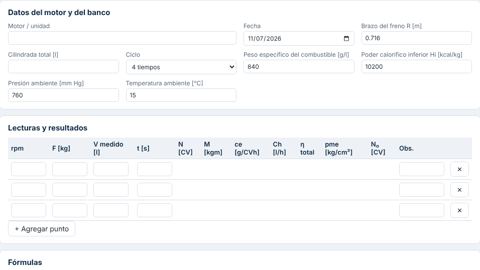 Datos del motor y del banco
Motor / unidad Fecha Brazo del freno R [m]
11/07/2026 0.716
Cilindrada total [l] Ciclo Peso específico del combustible [g/l] Poder calorífico inferior Hi [kcal/kg]
4 tiempos 840 10200
Presión ambiente [mm Hg] Temperatura ambiente [°C]
760 15
Lecturas y resultados
rpm F [kg] V medido [l] t [s] N [CV] M [kgm] ce [g/CVh] Ch [l/h] η total pme [kg/cm²] N₀ [CV] Obs.
×
×
×
+ Agregar punto
Fórmulas